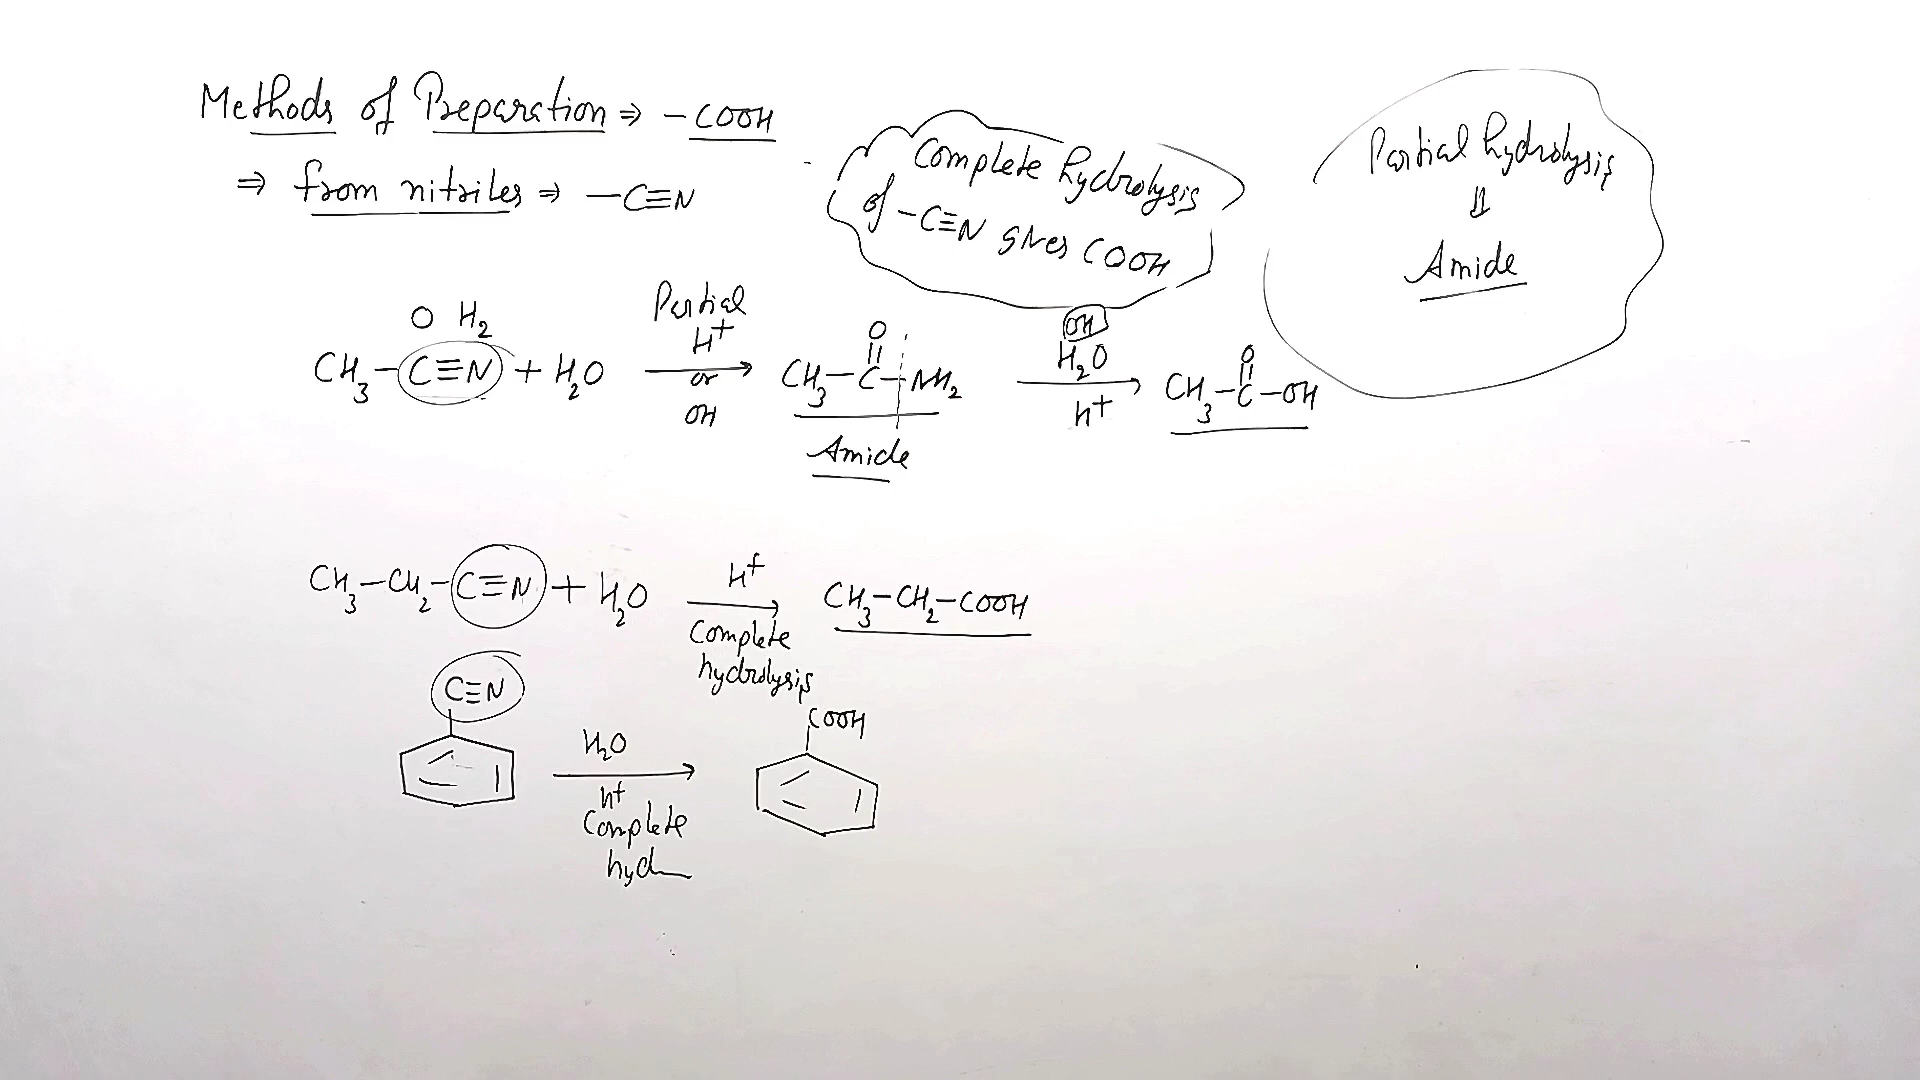 Methods of Preparation ⇒ -COOH
⇒ from nitriles ⇒ -C≡N
Complete hydrolysis
of -C≡N gives COOH
Partial hydrolysis
⇓
Amide
O H₂
CH₃-C≡N + H₂O
Partial
H⁺
or
OH
CH₃-C-NH₂
O
Amide
OH
H₂O
H⁺
O
CH₃-C-OH
CH₃-CH₂-C≡N + H₂O
H⁺
Complete
hydrolysis
CH₃-CH₂-COOH
C≡N
H₂O
H⁺
Complete
hyd
COOH